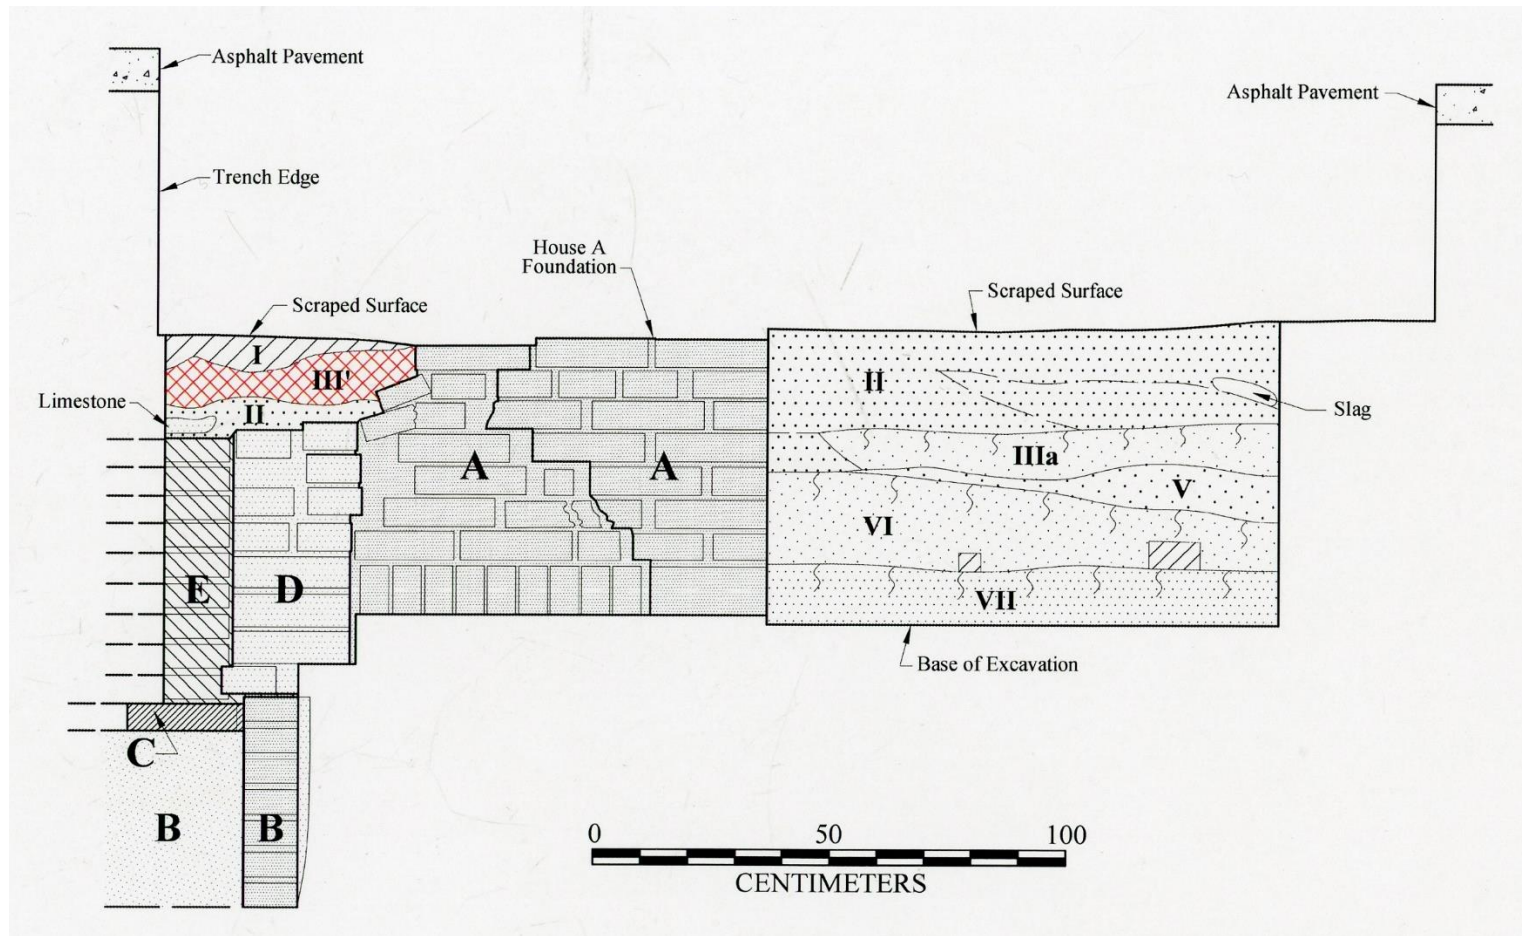 Asphalt Pavement
Asphalt Pavement
Trench Edge
House A
Foundation
Scraped Surface
Scraped Surface
I
III'
II
II
Limestone
Slag
IIIa
A
A
V
VI
E
D
VII
Base of Excavation
C
B
B
0 50 100
CENTIMETERS